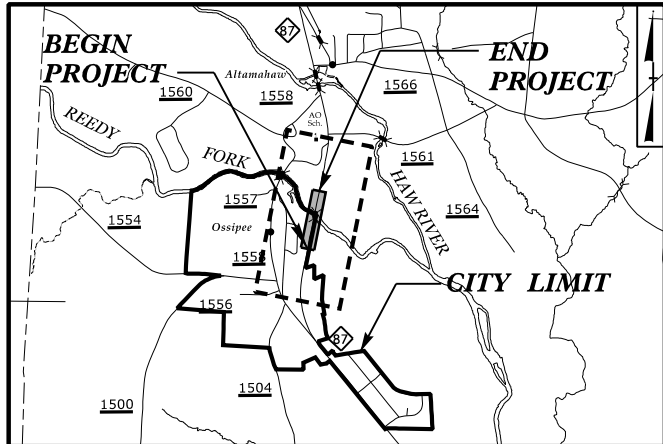 87
BEGIN
PROJECT
END
PROJECT
Altamahaw
1560
1558
1566
REEDY
AO
Sch.
FORK
1561
HAW RIVER
1557
1554
Ossipee
1564
1558
1556
CITY LIMIT
87
1504
1500